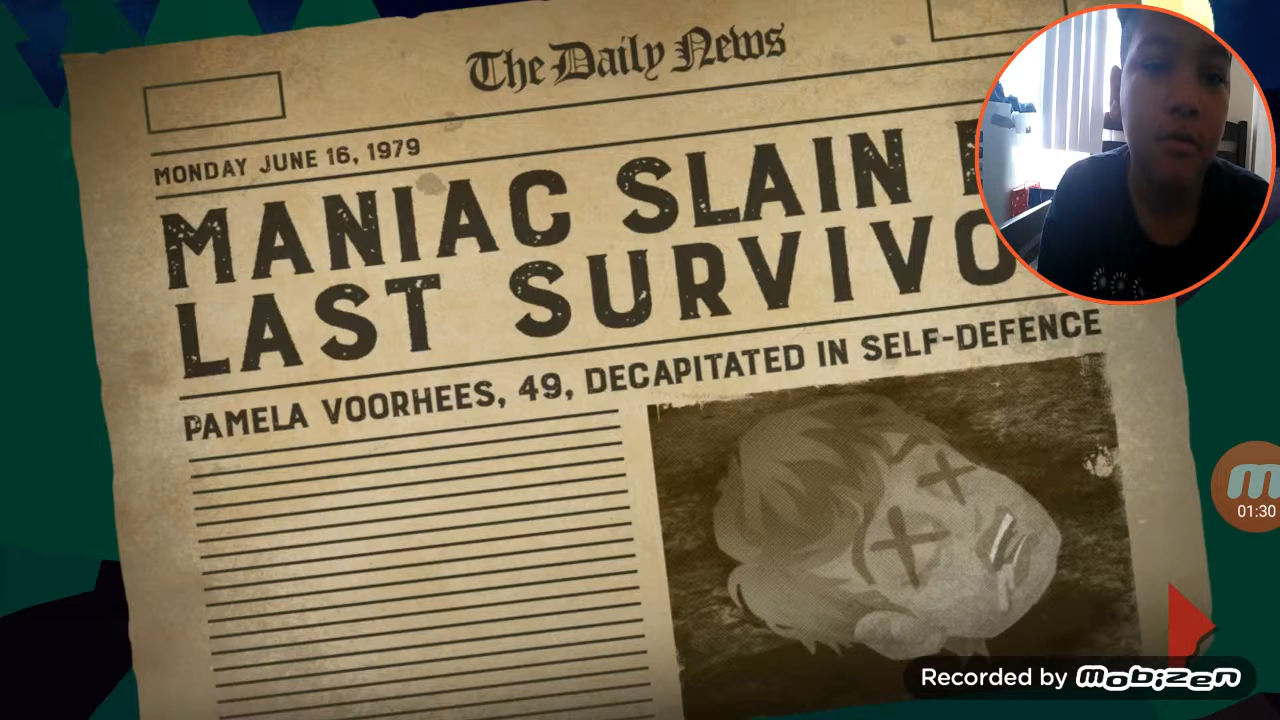 The Daily News
MONDAY JUNE 16, 1979
MANIAC SLAIN
LAST
PAMELA VOORHEES, 49, DECAPITATED IN SELF-DEFENCE
01:30
Recorded by mobizen